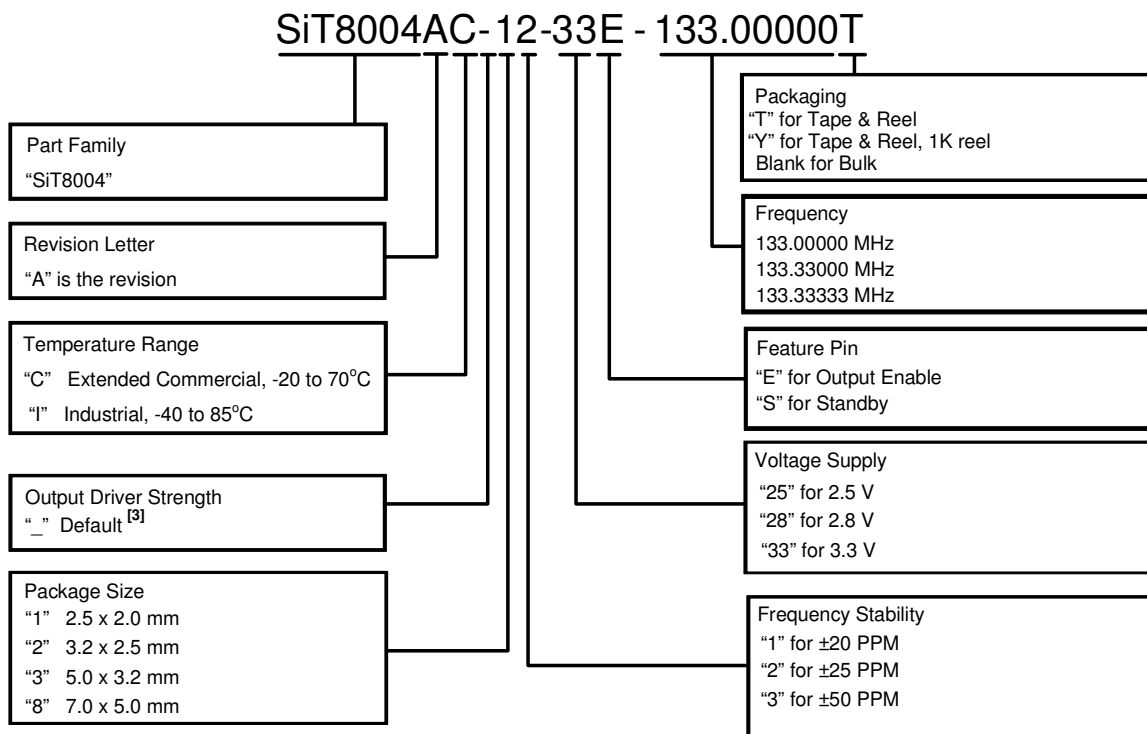 SiT8004AC-12-33E - 133.00000T
Part Family
“SiT8004”
Revision Letter
“A” is the revision
Temperature Range
“C” Extended Commercial, -20 to 70°C
“I” Industrial, -40 to 85°C
Output Driver Strength
“_” Default [3]
Package Size
“1” 2.5 x 2.0 mm
“2” 3.2 x 2.5 mm
“3” 5.0 x 3.2 mm
“8” 7.0 x 5.0 mm
Packaging
“T” for Tape & Reel
“Y” for Tape & Reel, 1K reel
Blank for Bulk
Frequency
133.00000 MHz
133.33000 MHz
133.33333 MHz
Feature Pin
“E” for Output Enable
“S” for Standby
Voltage Supply
“25” for 2.5 V
“28” for 2.8 V
“33” for 3.3 V
Frequency Stability
“1” for ±20 PPM
“2” for ±25 PPM
“3” for ±50 PPM